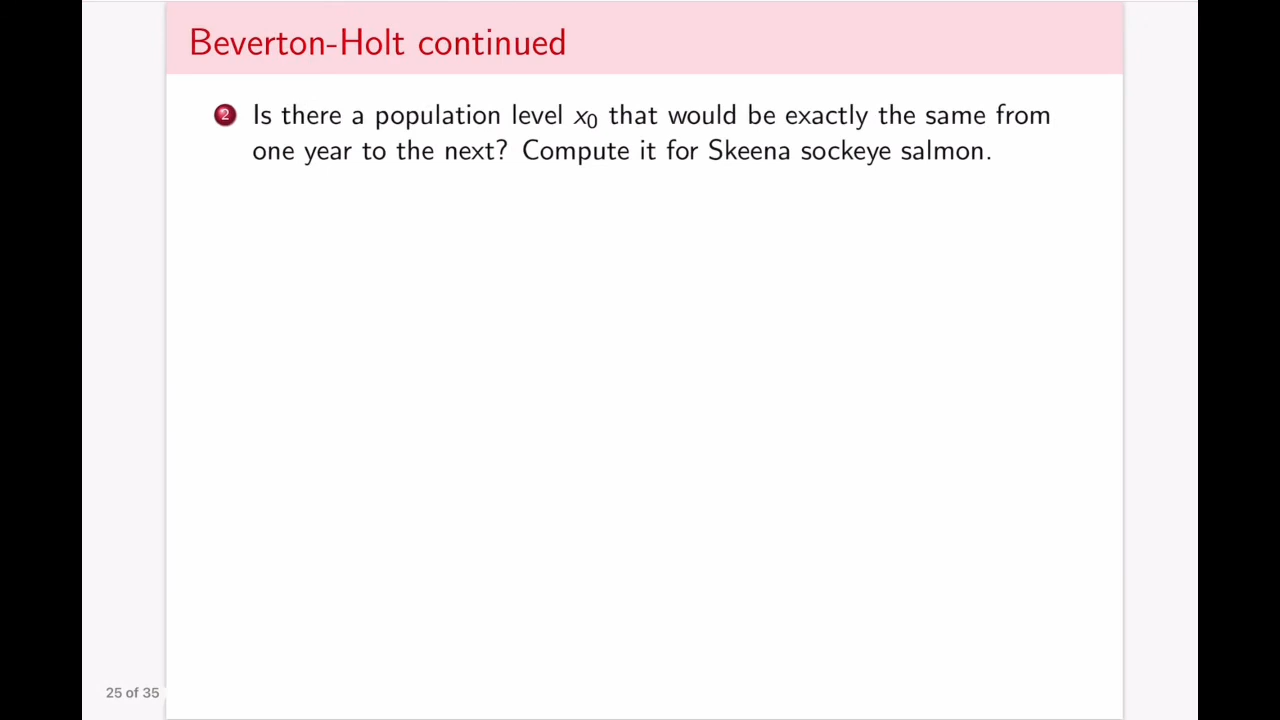 Beverton-Holt continued
2 Is there a population level x₀ that would be exactly the same from
one year to the next? Compute it for Skeena sockeye salmon.
25 of 35